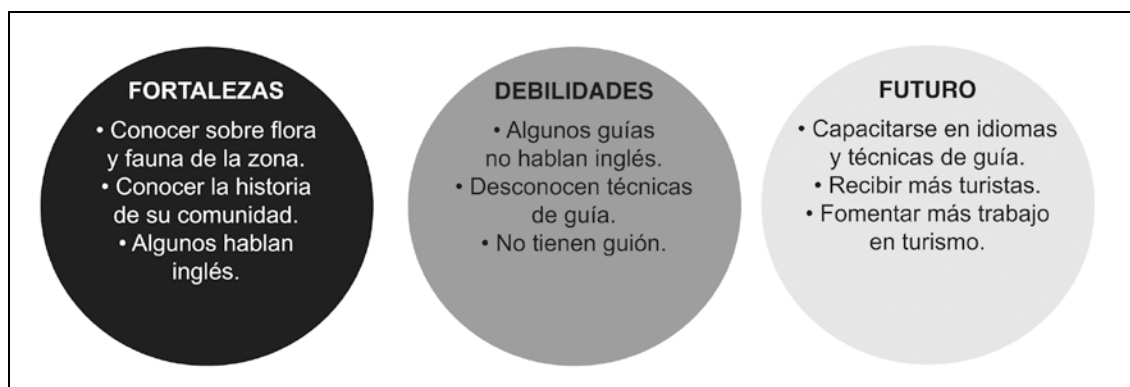 FORTALEZAS
• Conocer sobre flora
y fauna de la zona.
• Conocer la historia
de su comunidad.
• Algunos hablan
inglés.
DEBILIDADES
• Algunos guías
no hablan inglés.
• Desconocen técnicas
de guía.
• No tienen guión.
FUTURO
• Capacitarse en idiomas
y técnicas de guía.
• Recibir más turistas.
• Fomentar más trabajo
en turismo.